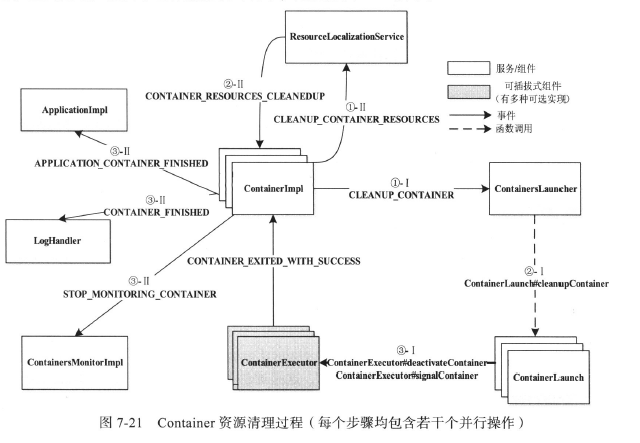 ResourceLocalizationService
服务/组件
可插拔式组件
(有多种可选实现)
事件
函数调用
②-Ⅱ
CONTAINER_RESOURCES_CLEANEDUP
①-Ⅱ
CLEANUP_CONTAINER_RESOURCES
ApplicationImpl
③-Ⅱ
APPLICATION_CONTAINER_FINISHED
ContainerImpl
①-Ⅰ
CLEANUP_CONTAINER
ContainersLauncher
③-Ⅱ
CONTAINER_FINISHED
LogHandler
CONTAINER_EXITED_WITH_SUCCESS
②-Ⅰ
ContainerLaunch#cleanupContainer
③-Ⅱ
STOP_MONITORING_CONTAINER
ContainersMonitorImpl
ContainerExecutor
③-Ⅰ
ContainerExecutor#deactivateContainer
ContainerExecutor#signalContainer
ContainerLaunch
图 7-21 Container 资源清理过程（每个步骤均包含若干个并行操作）